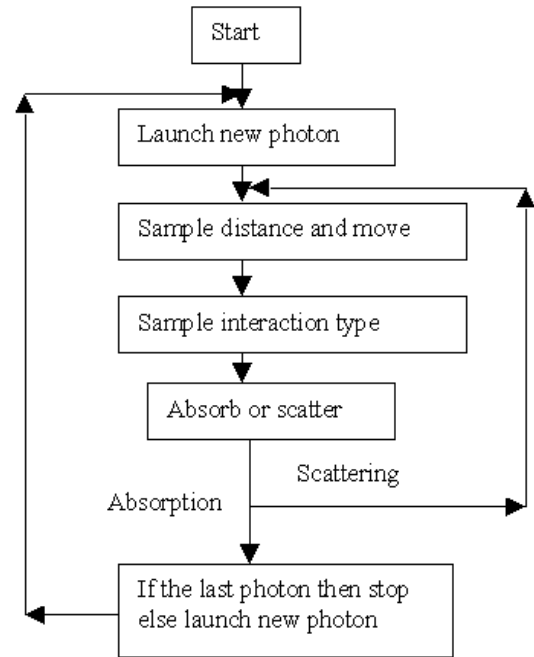 Start
Launch new photon
Sample distance and move
Sample interaction type
Absorb or scatter
Scattering
Absorption
If the last photon then stop
else launch new photon